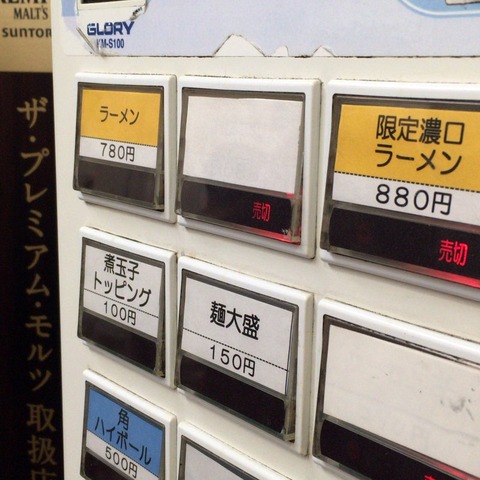 MALT'S
SUNTOR
GLORY
KM-S100
ザ・プレミアム・モルツ 取扱店
ラーメン
780円
売切
限定濃口
ラーメン
880円
売切
煮玉子
トッピング
100円
麺大盛
150円
角
ハイボール
500円